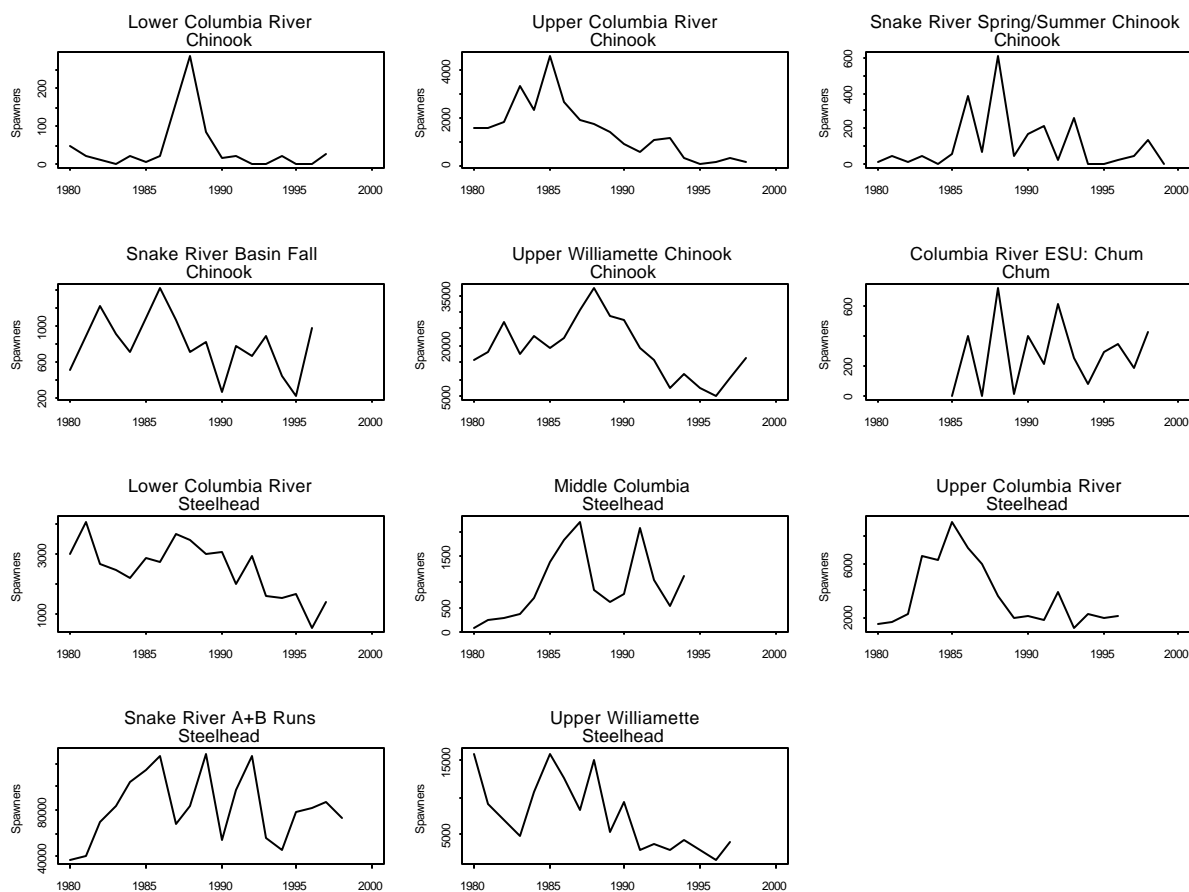 Lower Columbia River
Chinook
Spawners
0 100 200
1980 1985 1990 1995 2000
Upper Columbia River
Chinook
Spawners
0 2000 4000
1980 1985 1990 1995 2000
Snake River Spring/Summer Chinook
Chinook
Spawners
0 200 400 600
1980 1985 1990 1995 2000
Snake River Basin Fall
Chinook
Spawners
200 600 1000
1980 1985 1990 1995 2000
Upper Williamette Chinook
Chinook
Spawners
5000 20000 35000
1980 1985 1990 1995 2000
Columbia River ESU: Chum
Chum
Spawners
0 200 600
1980 1985 1990 1995 2000
Lower Columbia River
Steelhead
Spawners
1000 3000
1980 1985 1990 1995 2000
Middle Columbia
Steelhead
Spawners
0 500 1500
1980 1985 1990 1995 2000
Upper Columbia River
Steelhead
Spawners
2000 6000
1980 1985 1990 1995 2000
Snake River A+B Runs
Steelhead
Spawners
40000 80000
1980 1985 1990 1995 2000
Upper Williamette
Steelhead
Spawners
5000 15000
1980 1985 1990 1995 2000